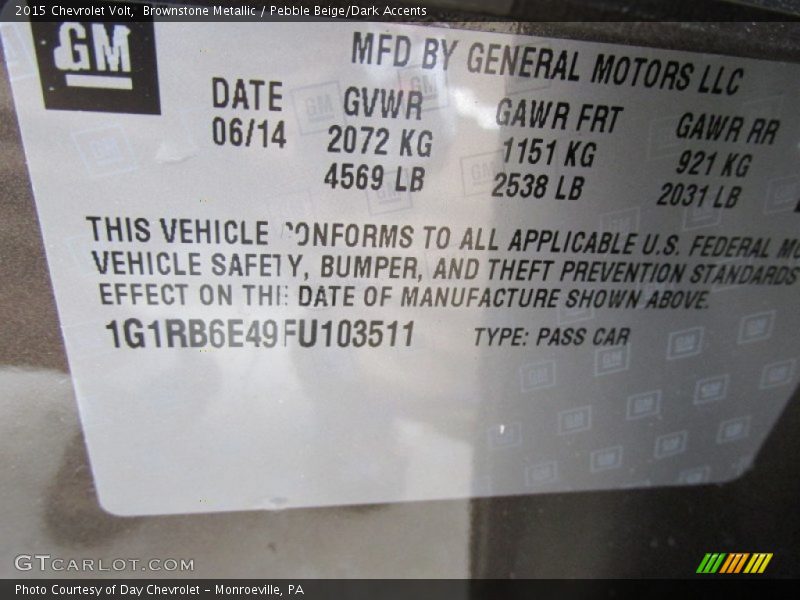 2015 Chevrolet Volt, Brownstone Metallic / Pebble Beige/Dark Accents
GM
MFD BY GENERAL MOTORS LLC
DATE GVWR GAWR FRT GAWR RR
06/14 2072 KG 1151 KG 921 KG
4569 LB 2538 LB 2031 LB
THIS VEHICLE CONFORMS TO ALL APPLICABLE U.S. FEDERAL
VEHICLE SAFETY, BUMPER, AND THEFT PREVENTION STANDARDS
EFFECT ON THE DATE OF MANUFACTURE SHOWN ABOVE.
1G1RB6E49FU103511 TYPE: PASS CAR
GTCARLOT.COM
Photo Courtesy of Day Chevrolet – Monroeville, PA